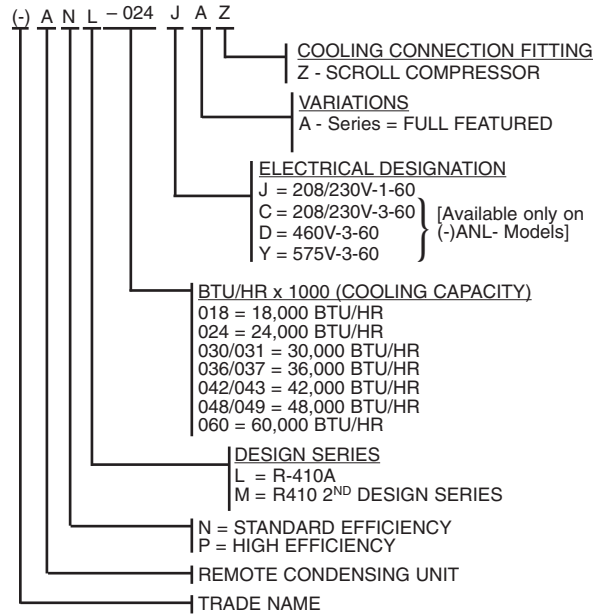 (-) A N L – 024 J A Z
COOLING CONNECTION FITTING
Z - SCROLL COMPRESSOR
VARIATIONS
A - Series = FULL FEATURED
ELECTRICAL DESIGNATION
J = 208/230V-1-60
C = 208/230V-3-60
D = 460V-3-60
Y = 575V-3-60
[Available only on
(-)ANL- Models]
BTU/HR x 1000 (COOLING CAPACITY)
018 = 18,000 BTU/HR
024 = 24,000 BTU/HR
030/031 = 30,000 BTU/HR
036/037 = 36,000 BTU/HR
042/043 = 42,000 BTU/HR
048/049 = 48,000 BTU/HR
060 = 60,000 BTU/HR
DESIGN SERIES
L = R-410A
M = R410 2ND DESIGN SERIES
N = STANDARD EFFICIENCY
P = HIGH EFFICIENCY
REMOTE CONDENSING UNIT
TRADE NAME